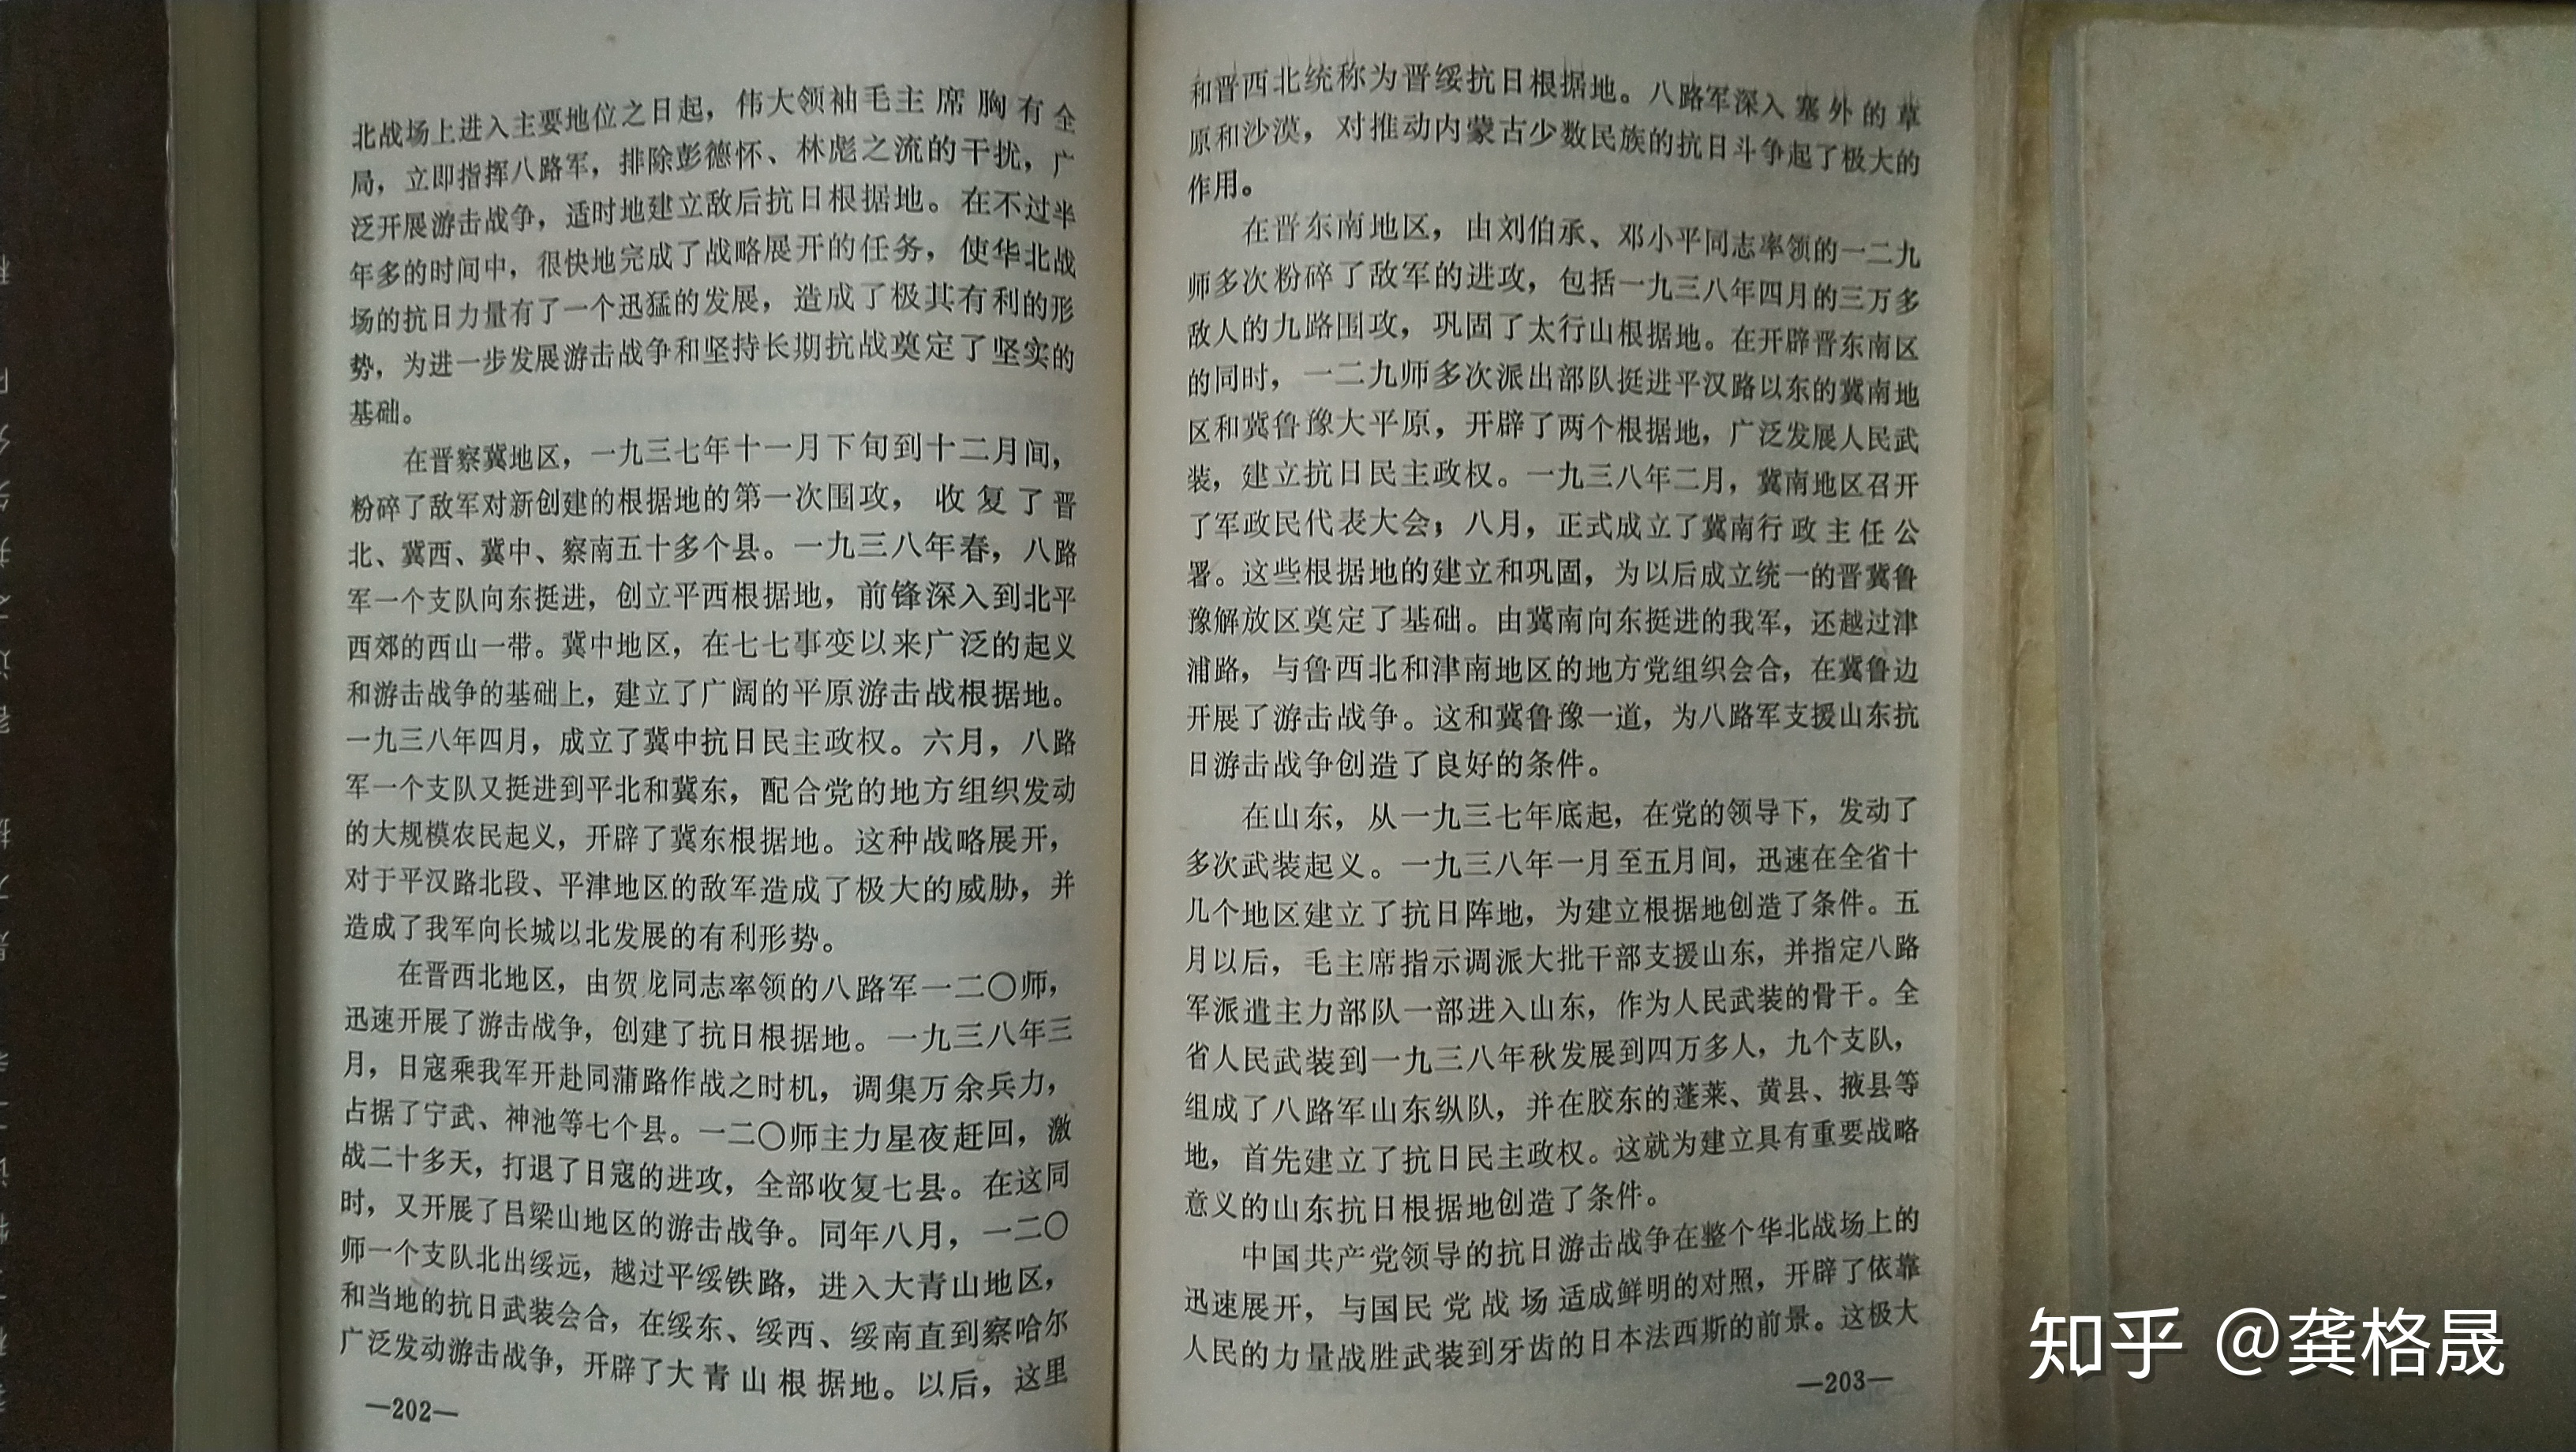 北战场上进入主要地位之日起，伟大领袖毛主席胸有全
局，立即指挥八路军，排除彭德怀、林彪之流的干扰，广
泛开展游击战争，适时地建立敌后抗日根据地。在不过半
年多的时间中，很快地完成了战略展开的任务，使华北战
场的抗日力量有了一个迅猛的发展，造成了极其有利的形
势，为进一步发展游击战争和坚持长期抗战奠定了坚实的
基础。
在晋察冀地区，一九三七年十一月下旬到十二月间，
粉碎了敌军对新创建的根据地的第一次围攻，收复了晋
北、冀西、冀中、察南五十多个县。一九三八年春，八路
军一个支队向东挺进，创立平西根据地，前锋深入到北平
西郊的西山一带。冀中地区，在七七事变以来广泛的起义
和游击战争的基础上，建立了广阔的平原游击战根据地。
一九三八年四月，成立了冀中抗日民主政权。六月，八路
军一个支队又挺进到平北和冀东，配合党的地方组织发动
的大规模农民起义，开辟了冀东根据地。这种战略展开，
对于平汉路北段、平津地区的敌军造成了极大的威胁，并
造成了我军向长城以北发展的有利形势。
在晋西北地区，由贺龙同志率领的八路军一二〇师，
迅速开展了游击战争，创建了抗日根据地。一九三八年三
月，日寇乘我军开赴同蒲路作战之时机，调集万余兵力，
占据了宁武、神池等七个县。一二〇师主力星夜赶回，激
战二十多天，打退了日寇的进攻，全部收复七县。在这同
时，又开展了吕梁山地区的游击战争。同年八月，一二〇
师一个支队北出绥远，越过平绥铁路，进入大青山地区，
和当地的抗日武装会合，在绥东、绥西、绥南直到察哈尔
广泛发动游击战争，开辟了大青山根据地。以后，这里
—202—
和晋西北统称为晋绥抗日根据地。八路军深入塞外的草
原和沙漠，对推动内蒙古少数民族的抗日斗争起了极大的
作用。
在晋东南地区，由刘伯承、邓小平同志率领的一二九
师多次粉碎了敌军的进攻，包括一九三八年四月的三万多
敌人的九路围攻，巩固了太行山根据地。在开辟晋东南区
的同时，一二九师多次派出部队挺进平汉路以东的冀南地
区和冀鲁豫大平原，开辟了两个根据地，广泛发展人民武
装，建立抗日民主政权。一九三八年二月，冀南地区召开
了军政民代表大会；八月，正式成立了冀南行政主任公
署。这些根据地的建立和巩固，为以后成立统一的晋冀鲁
豫解放区奠定了基础。由冀南向东挺进的我军，还越过津
浦路，与鲁西北和津南地区的地方党组织会合，在冀鲁边
开展了游击战争。这和冀鲁豫一道，为八路军支援山东抗
日游击战争创造了良好的条件。
在山东，从一九三七年底起，在党的领导下，发动了
多次武装起义。一九三八年一月至五月间，迅速在全省十
几个地区建立了抗日阵地，为建立根据地创造了条件。五
月以后，毛主席指示调派大批干部支援山东，并指定八路
军派遣主力部队一部进入山东，作为人民武装的骨干。全
省人民武装到一九三八年秋发展到四万多人，九个支队，
组成了八路军山东纵队，并在胶东的蓬莱、黄县、掖县等
地，首先建立了抗日民主政权。这就为建立具有重要战略
意义的山东抗日根据地创造了条件。
中国共产党领导的抗日游击战争在整个华北战场上的
迅速展开，与国民党战场适成鲜明的对照，开辟了依靠
人民的力量战胜武装到牙齿的日本法西斯的前景。这极大
—203—
知乎 @龚格晟